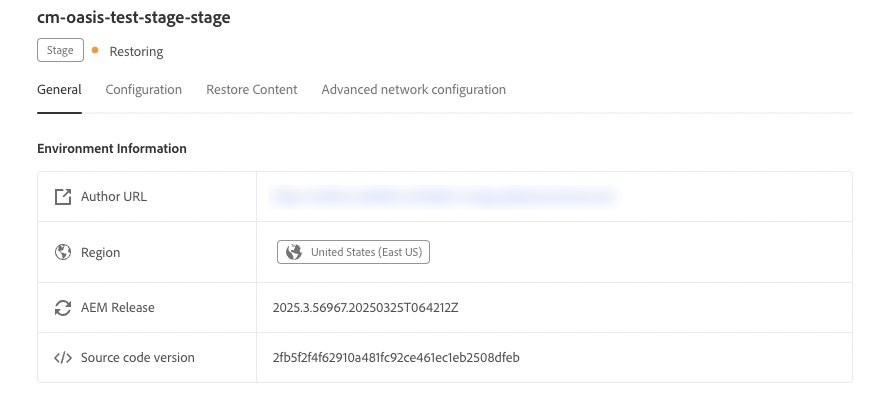 cm-oasis-test-stage-stage
Stage Restoring
General Configuration Restore Content Advanced network configuration
Environment Information
Author URL
Region United States (East US)
AEM Release 2025.3.56967.20250325T064212Z
Source code version 2fb5f2f4f62910a481fc92ce461ec1eb2508dfeb